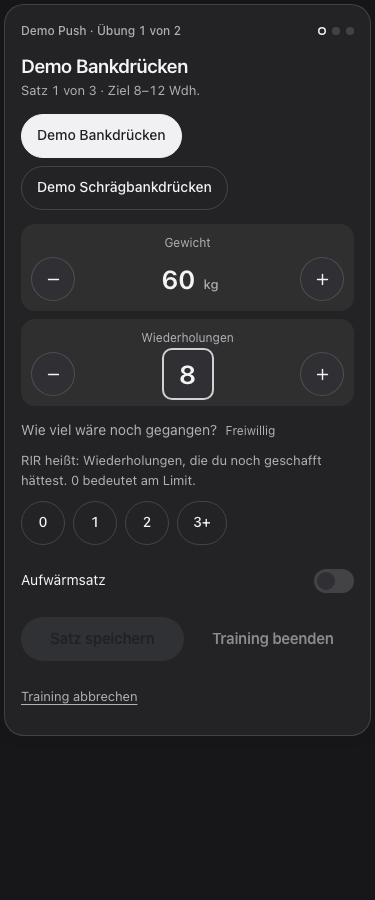 Demo Push · Übung 1 von 2
Demo Bankdrücken
Satz 1 von 3 · Ziel 8–12 Wdh.
Demo Bankdrücken
Demo Schrägbankdrücken
Gewicht
− 60 kg +
Wiederholungen
− 8 +
Wie viel wäre noch gegangen? Freiwillig
RIR heißt: Wiederholungen, die du noch geschafft
hättest. 0 bedeutet am Limit.
0 1 2 3+
Aufwärmsatz
Satz speichern Training beenden
Training abbrechen